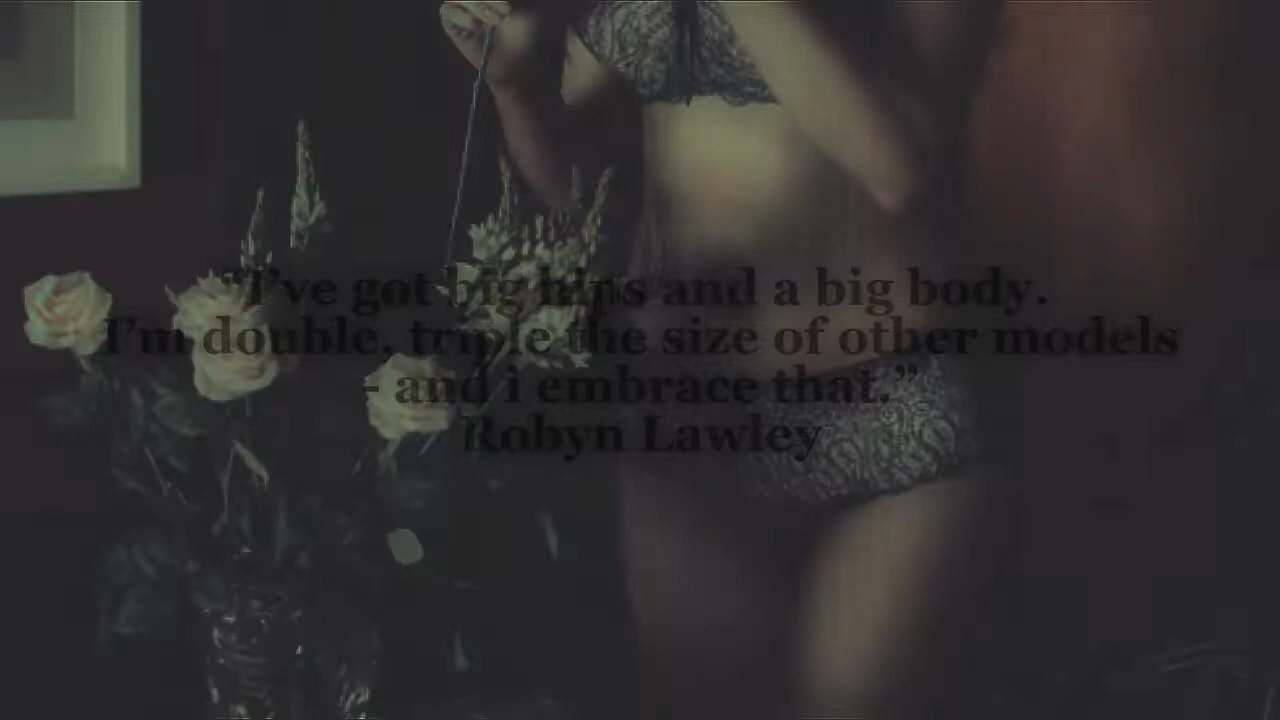 “I’ve got big hips and a big body.
I’m double, triple the size of other models
- and i embrace that.”
Robyn Lawley